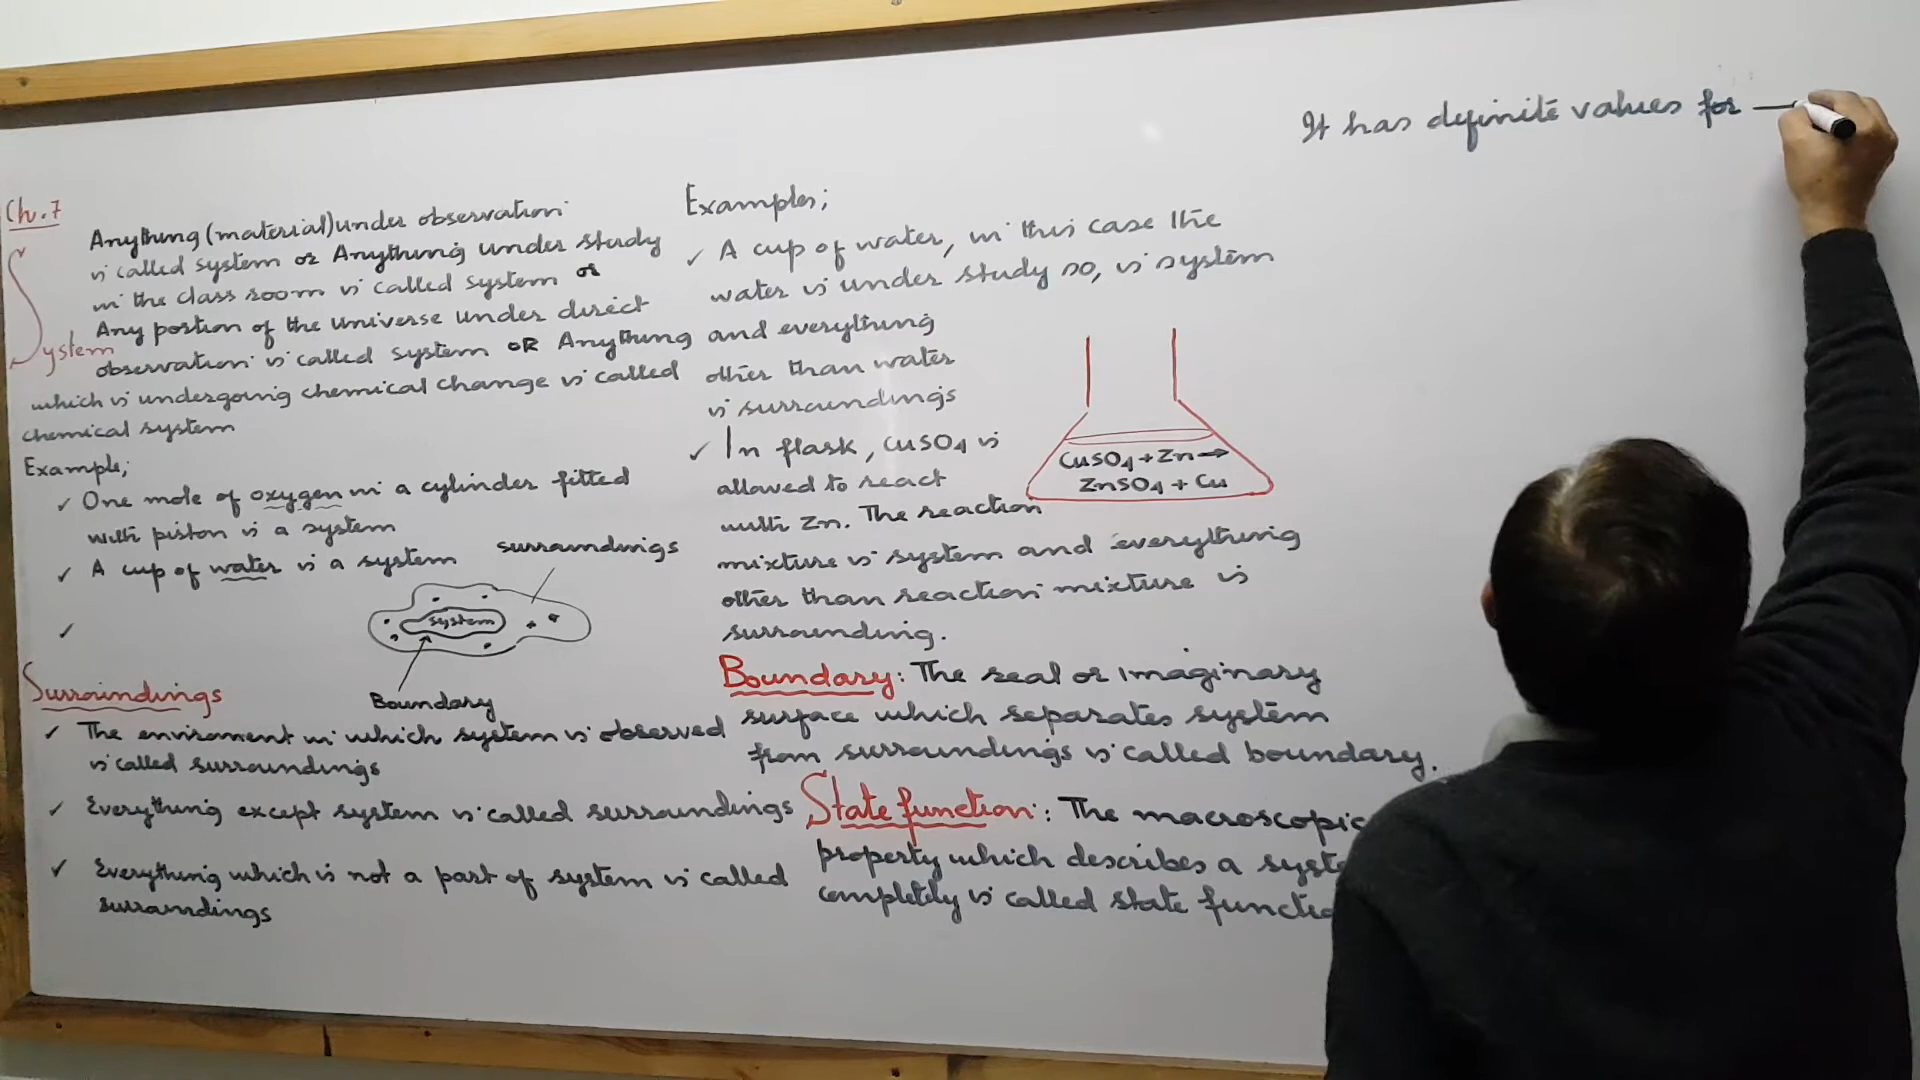 Ch.7
System
Anything (material) under observation
is called system or Anything under study
in the class room is called system or
Any portion of the universe under direct
observation is called system OR Anything
which is undergoing chemical change is called
chemical system
Example;
✓ One mole of oxygen in a cylinder fitted
with piston is a system
✓ A cup of water is a system
✓
surroundings
system
Boundary
Surroundings
✓ The enviroment in which system is observed
is called surroundings
✓ Everything except system is called surroundings
✓ Everything which is not a part of system is called
surroundings
Examples;
✓ A cup of water, in this case the
water is under study so, is system
and everything
other than water
is surroundings
✓ In flask, CuSO4 is
allowed to react
with Zn. The reaction
mixture is system and everything
other than reaction mixture is
surrounding.
CuSO4 + Zn →
ZnSO4 + Cu
Boundary: The real or imaginary
surface which separates system
from surroundings is called boundary.
State function: The macroscopic
property which describes a syste
completely is called state functio
It has definite values for